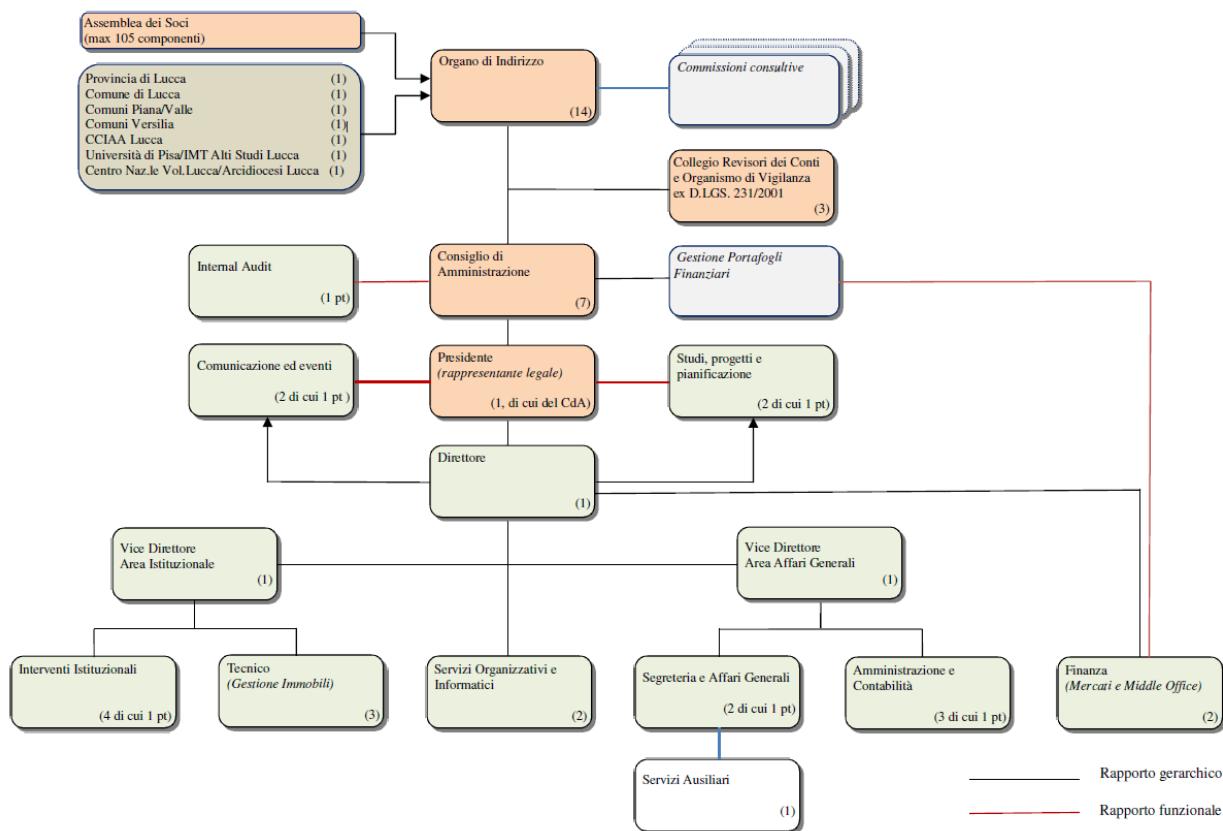 Assemblea dei Soci
(max 105 componenti)
Organo di Indirizzo
(14)
Commissioni consultive
Provincia di Lucca (1)
Comune di Lucca (1)
Comuni Piana/Valle (1)
Comuni Versilia (1)
CCIAA Lucca (1)
Università di Pisa/IMT Alti Studi Lucca (1)
Centro Naz.le Vol.Lucca/Arcidiocesi Lucca (1)
Collegio Revisori dei Conti
e Organismo di Vigilanza
ex D.LGS. 231/2001
(3)
Internal Audit
(1 pt)
Consiglio di
Amministrazione
(7)
Gestione Portafogli
Finanziari
Comunicazione ed eventi
(2 di cui 1 pt )
Presidente
(rappresentante legale)
(1, di cui del CdA)
Studi, progetti e
pianificazione
(2 di cui 1 pt)
Direttore
(1)
Vice Direttore
Area Istituzionale
(1)
Vice Direttore
Area Affari Generali
(1)
Interventi Istituzionali
(4 di cui 1 pt)
Tecnico
(Gestione Immobili)
(3)
Servizi Organizzativi e
Informatici
(2)
Segreteria e Affari Generali
(2 di cui 1 pt)
Amministrazione e
Contabilità
(3 di cui 1 pt)
Finanza
(Mercati e Middle Office)
(2)
Servizi Ausiliari
(1)
Rapporto gerarchico
Rapporto funzionale